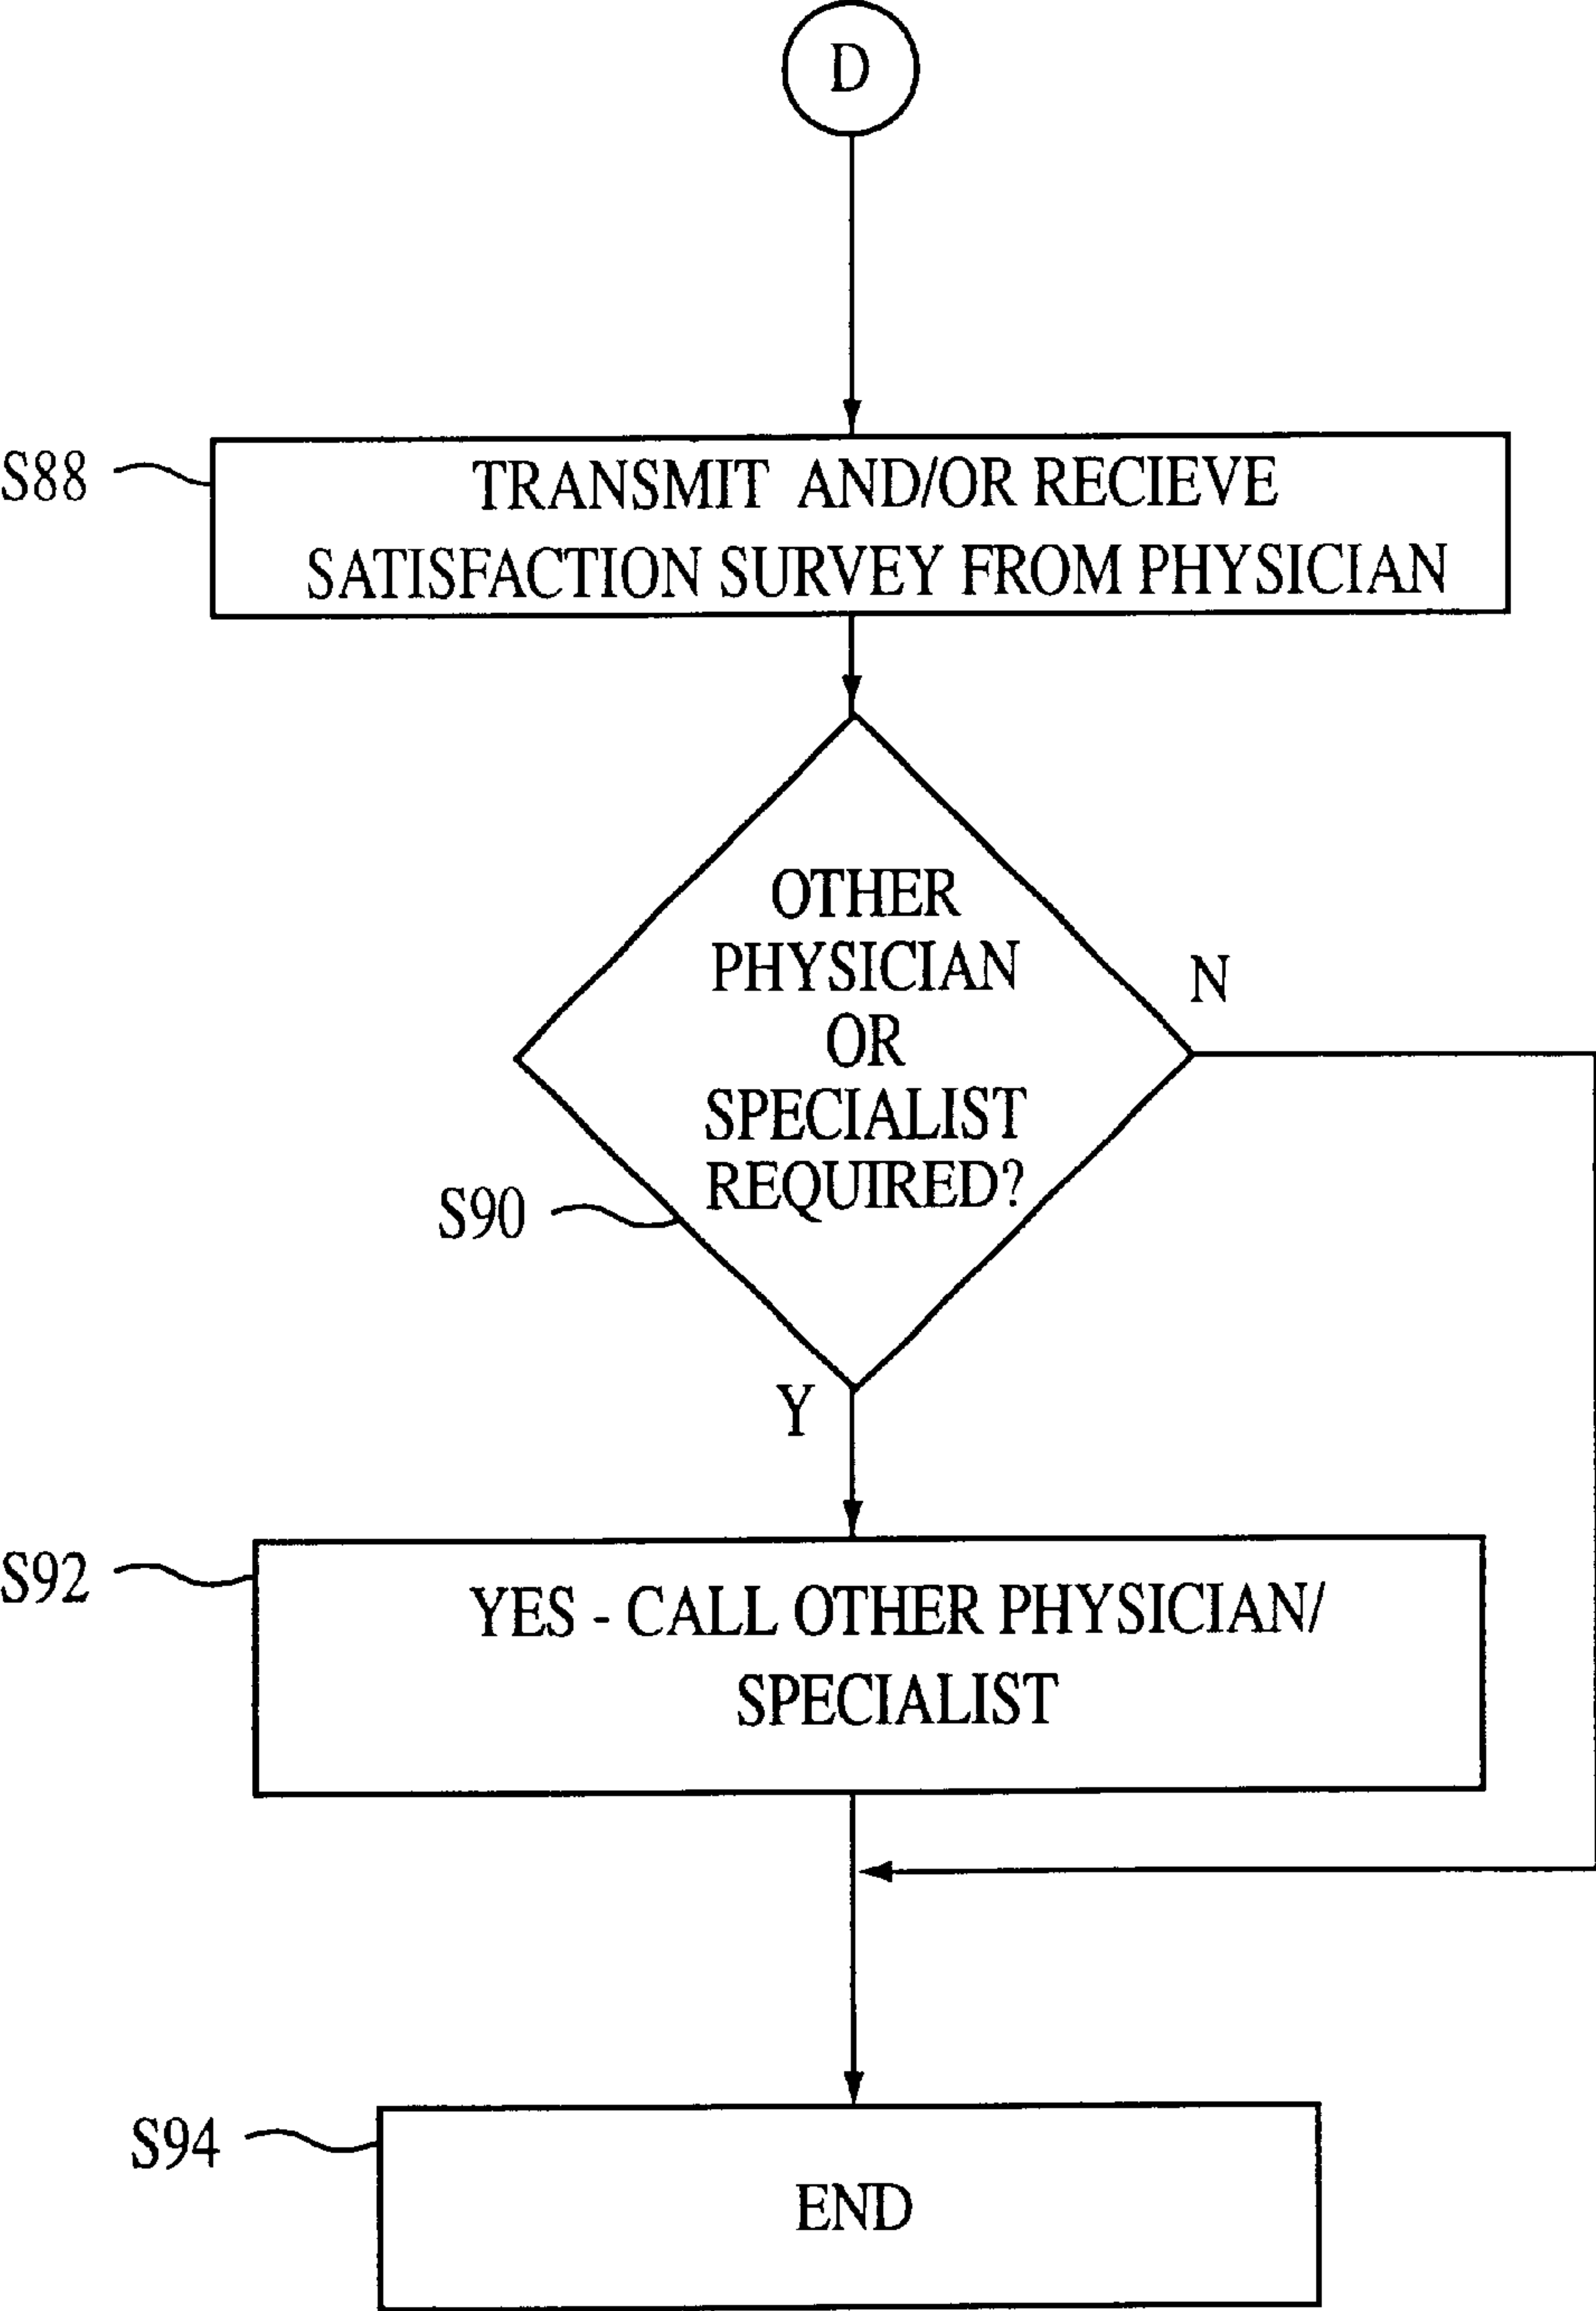 D
S88
TRANSMIT AND/OR RECIEVE
SATISFACTION SURVEY FROM PHYSICIAN
OTHER
PHYSICIAN
OR
SPECIALIST
REQUIRED?
N
S90
Y
S92
YES - CALL OTHER PHYSICIAN/
SPECIALIST
S94
END